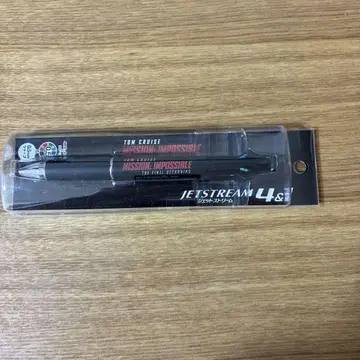 TOM CRUISE
MISSION: IMPOSSIBLE
TOM CRUISE
MISSION: IMPOSSIBLE
THE FINAL RECKONING
JETSTREAM 4&1
ジェットストリーム